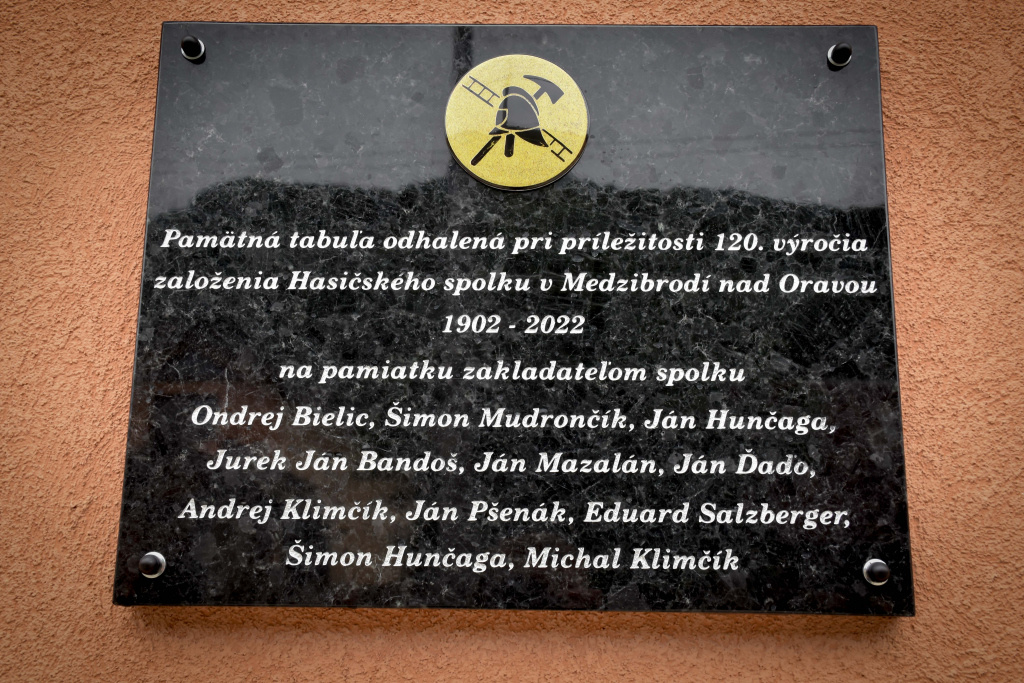 Pamätná tabuľa odhalená pri príležitosti 120. výročia
založenia Hasičského spolku v Medzibrodí nad Oravou
1902 - 2022
na pamiatku zakladateľom spolku
Ondrej Bielic, Šimon Mudrončík, Ján Hunčaga,
Jurek Ján Bandoš, Ján Mazalán, Ján Ďaďo,
Andrej Klimčík, Ján Pšenák, Eduard Salzberger,
Šimon Hunčaga, Michal Klimčík